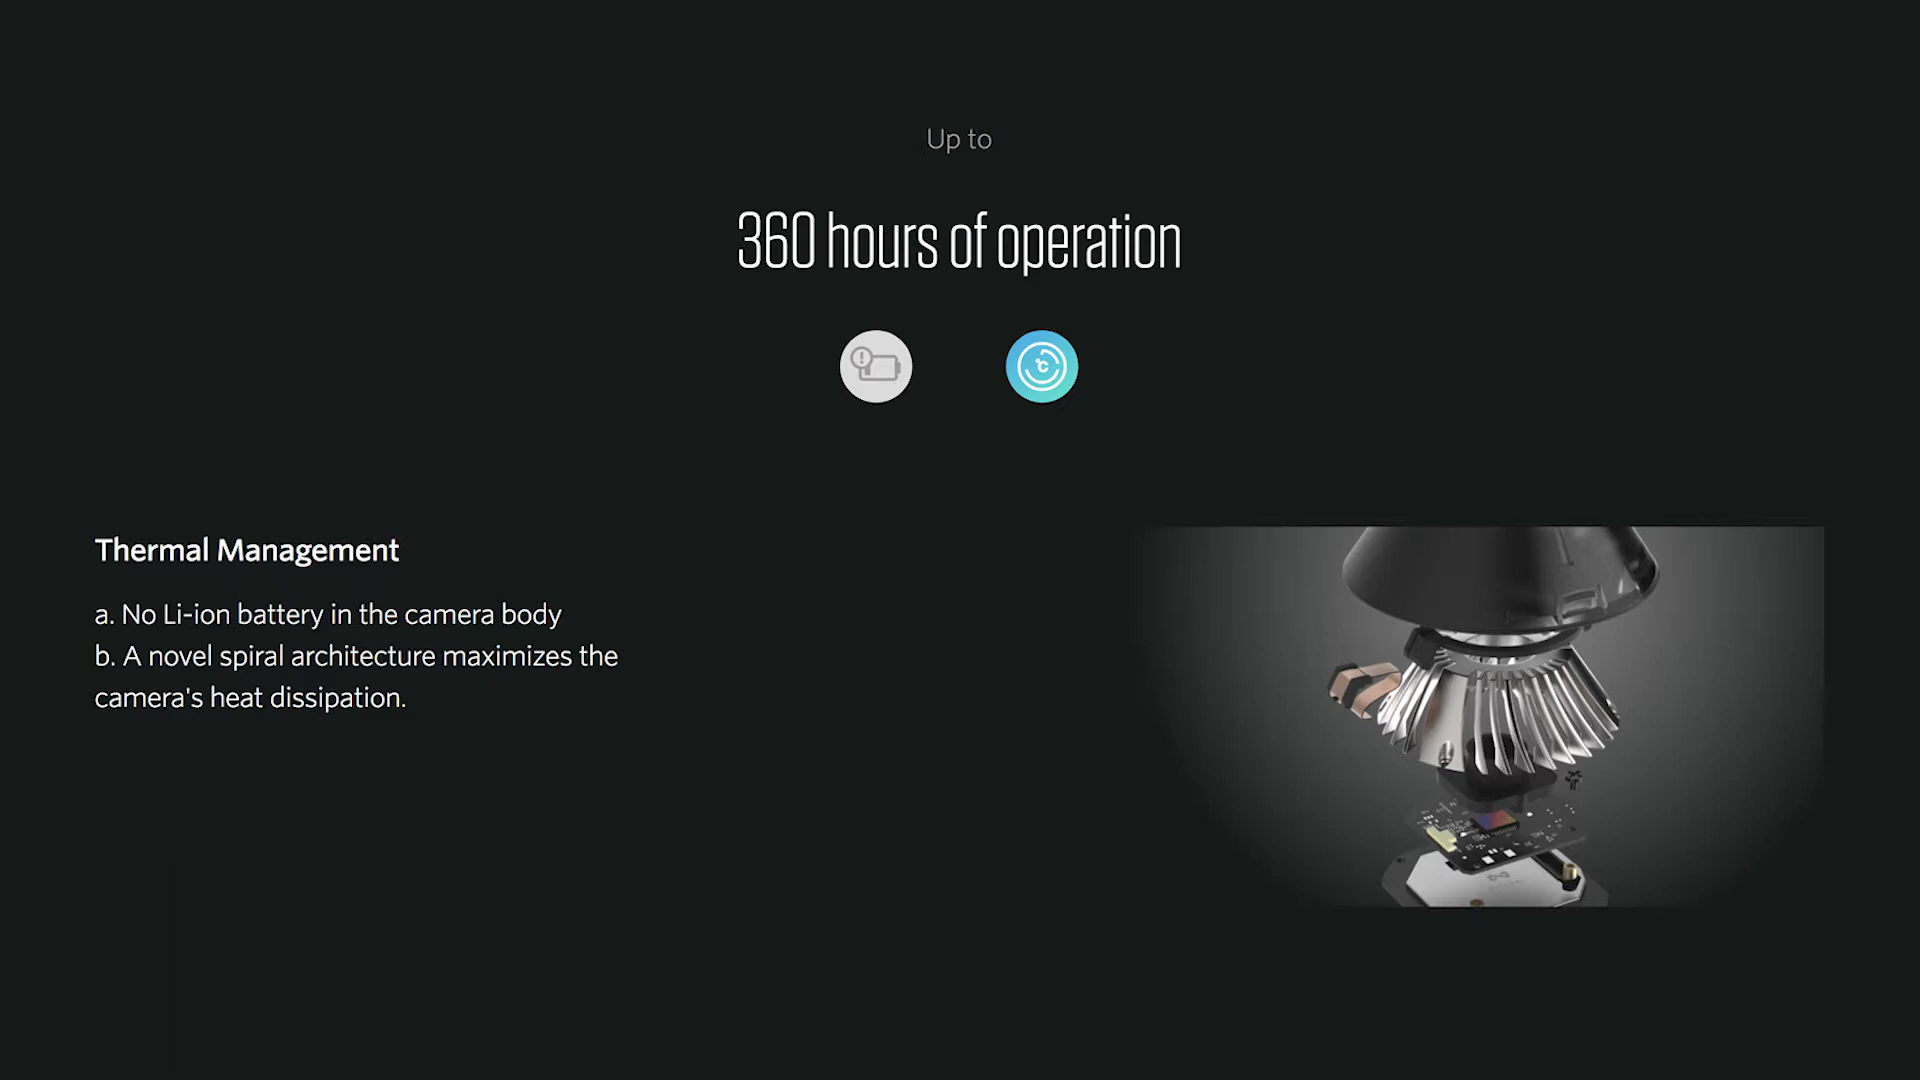 Up to
360 hours of operation
°C
Thermal Management
a. No Li-ion battery in the camera body
b. A novel spiral architecture maximizes the
camera's heat dissipation.